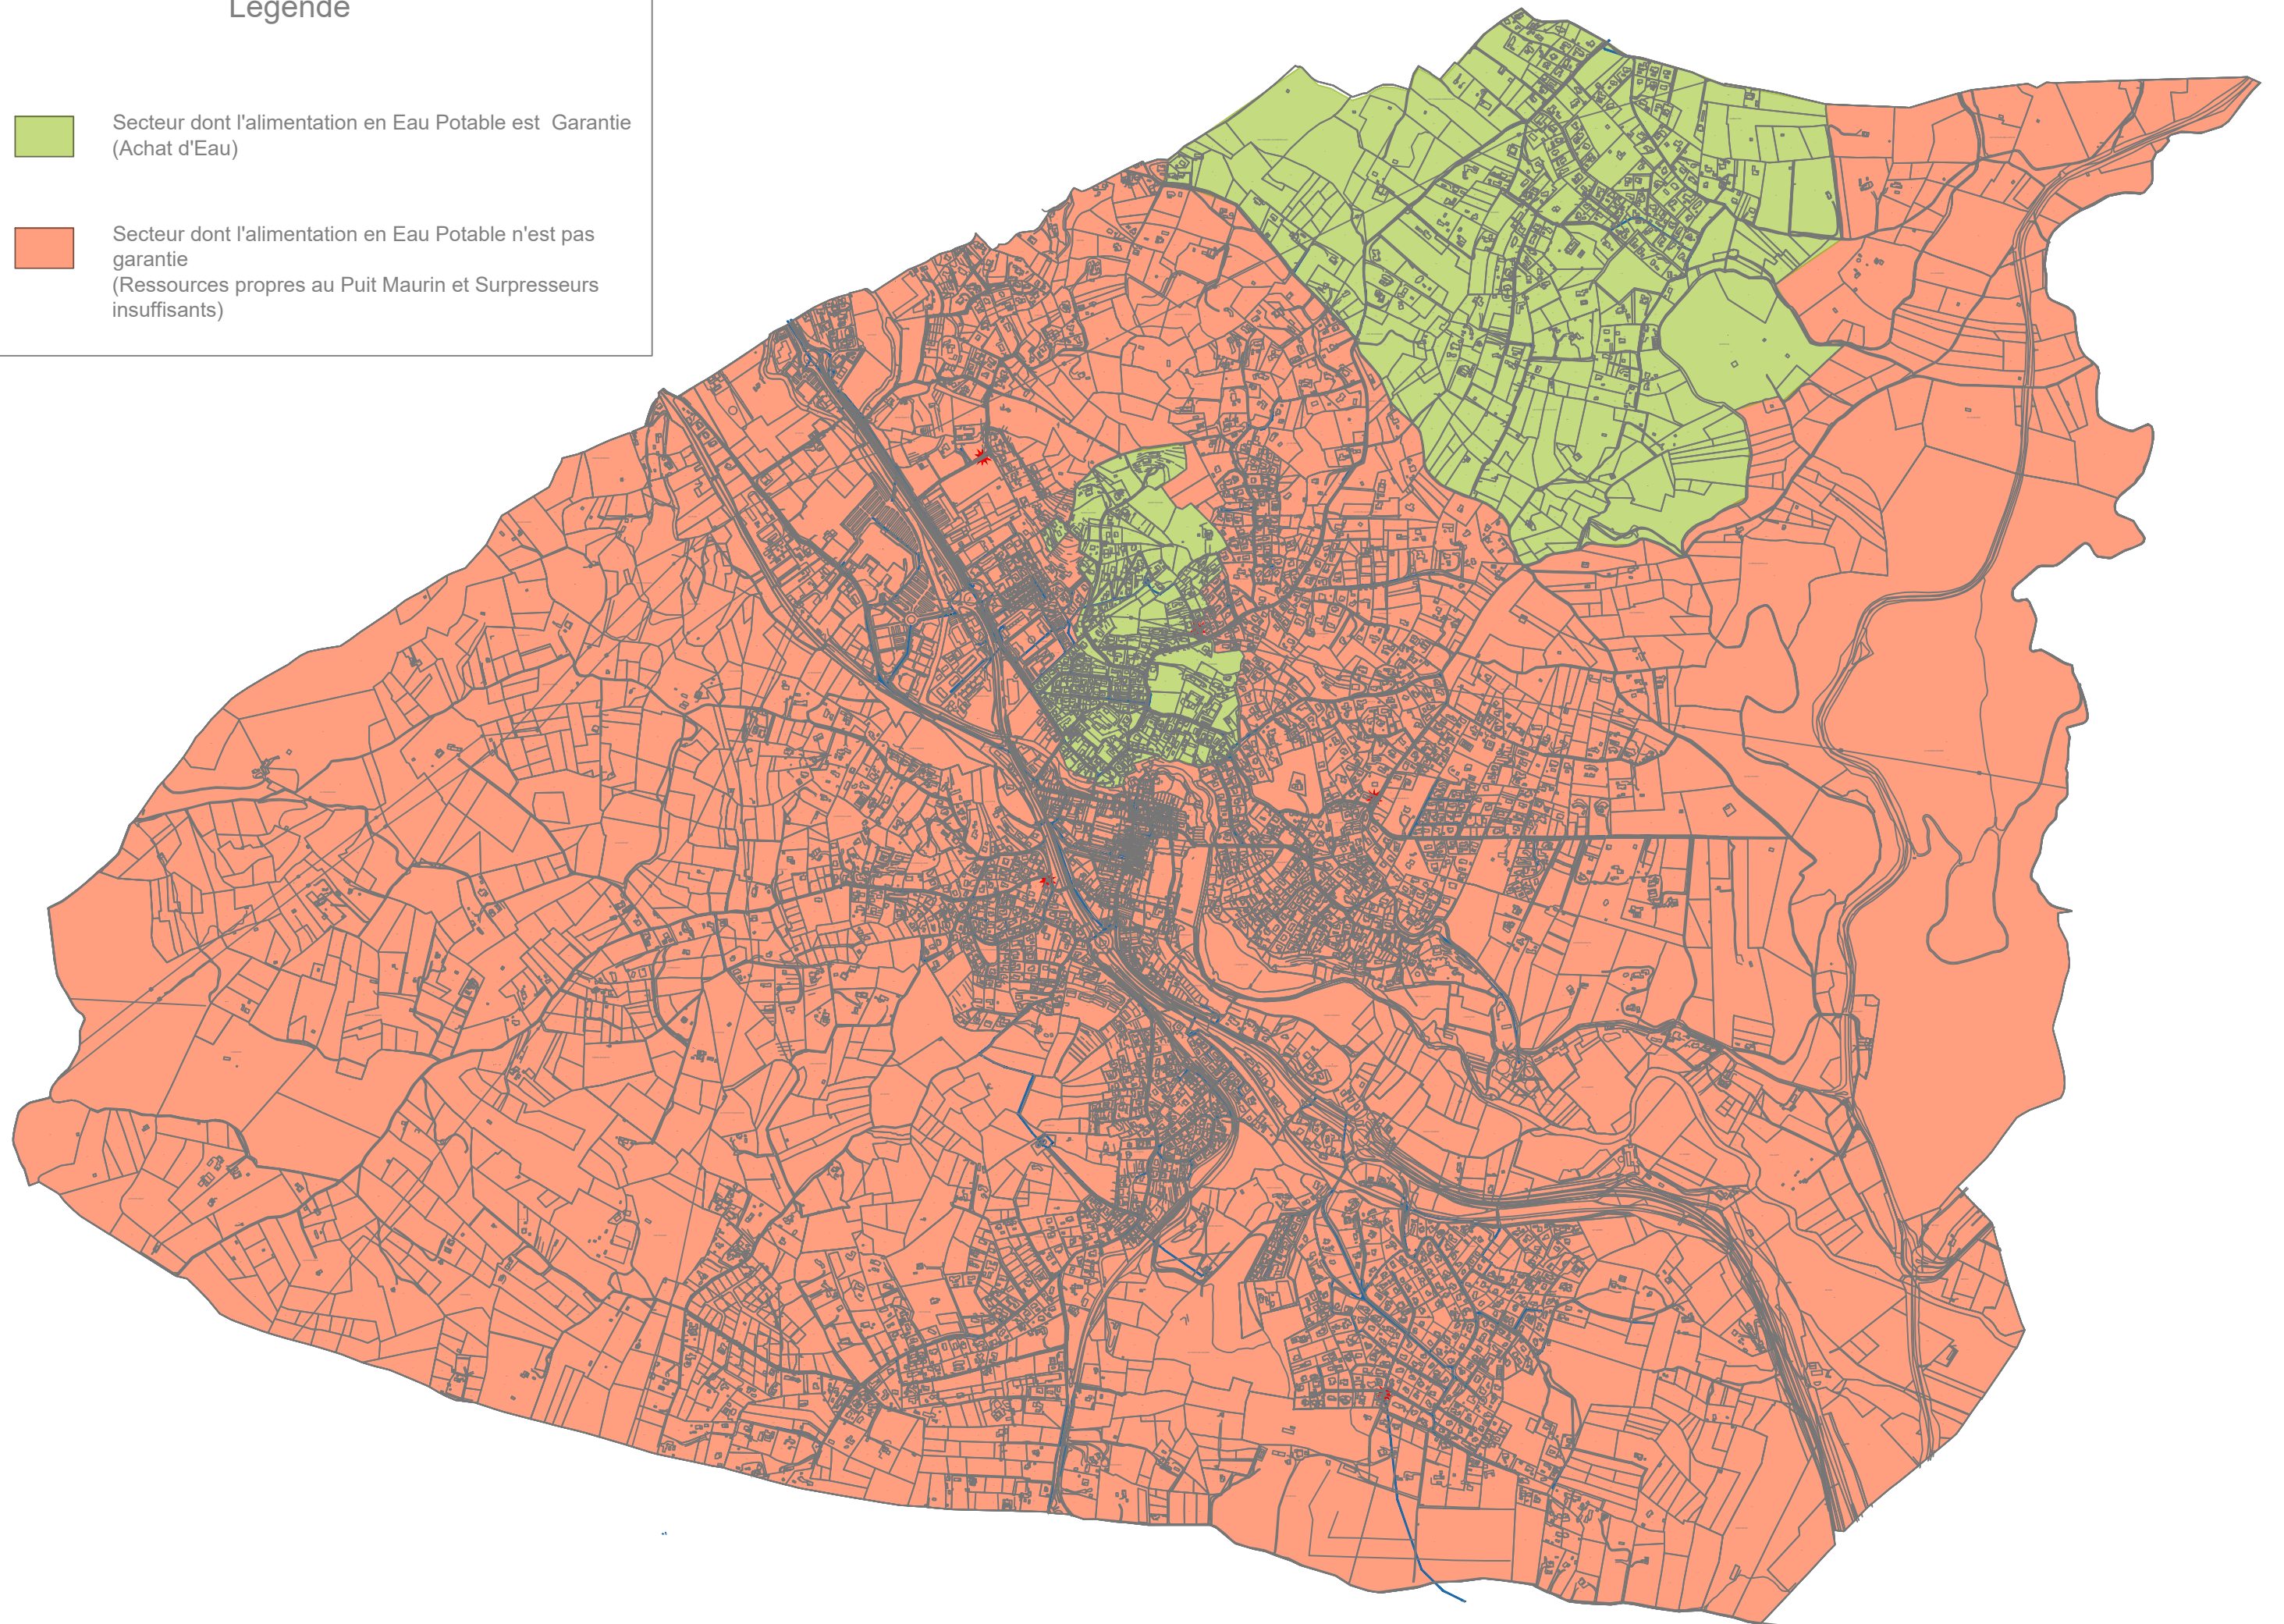 Légende
Secteur dont l'alimentation en Eau Potable est  Garantie
(Achat d'Eau)
Secteur dont l'alimentation en Eau Potable n'est pas
garantie
(Ressources propres au Puit Maurin et Surpresseurs
insuffisants)